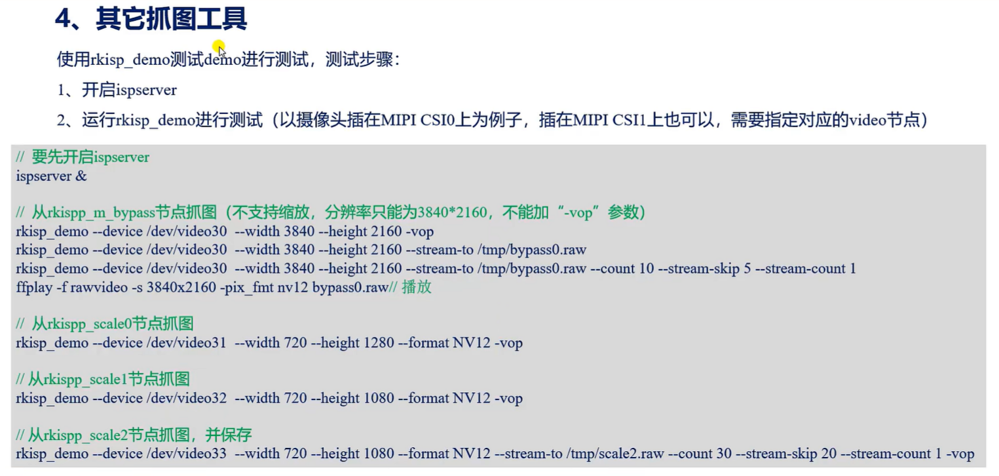 4、其它抓图工具
使用rkisp_demo测试demo进行测试，测试步骤：
1、开启ispserver
2、运行rkisp_demo进行测试（以摄像头插在MIPI CSI0上为例子，插在MIPI CSI1上也可以，需要指定对应的video节点）
// 要先开启ispserver
ispserver &
// 从rkispp_m_bypass节点抓图（不支持缩放，分辨率只能为3840*2160，不能加“-vop”参数）
rkisp_demo --device /dev/video30 --width 3840 --height 2160 -vop
rkisp_demo --device /dev/video30 --width 3840 --height 2160 --stream-to /tmp/bypass0.raw
rkisp_demo --device /dev/video30 --width 3840 --height 2160 --stream-to /tmp/bypass0.raw --count 10 --stream-skip 5 --stream-count 1
ffplay -f rawvideo -s 3840x2160 -pix_fmt nv12 bypass0.raw// 播放
// 从rkispp_scale0节点抓图
rkisp_demo --device /dev/video31 --width 720 --height 1280 --format NV12 -vop
// 从rkispp_scale1节点抓图
rkisp_demo --device /dev/video32 --width 720 --height 1080 --format NV12 -vop
// 从rkispp_scale2节点抓图，并保存
rkisp_demo --device /dev/video33 --width 720 --height 1080 --format NV12 --stream-to /tmp/scale2.raw --count 30 --stream-skip 20 --stream-count 1 -vop